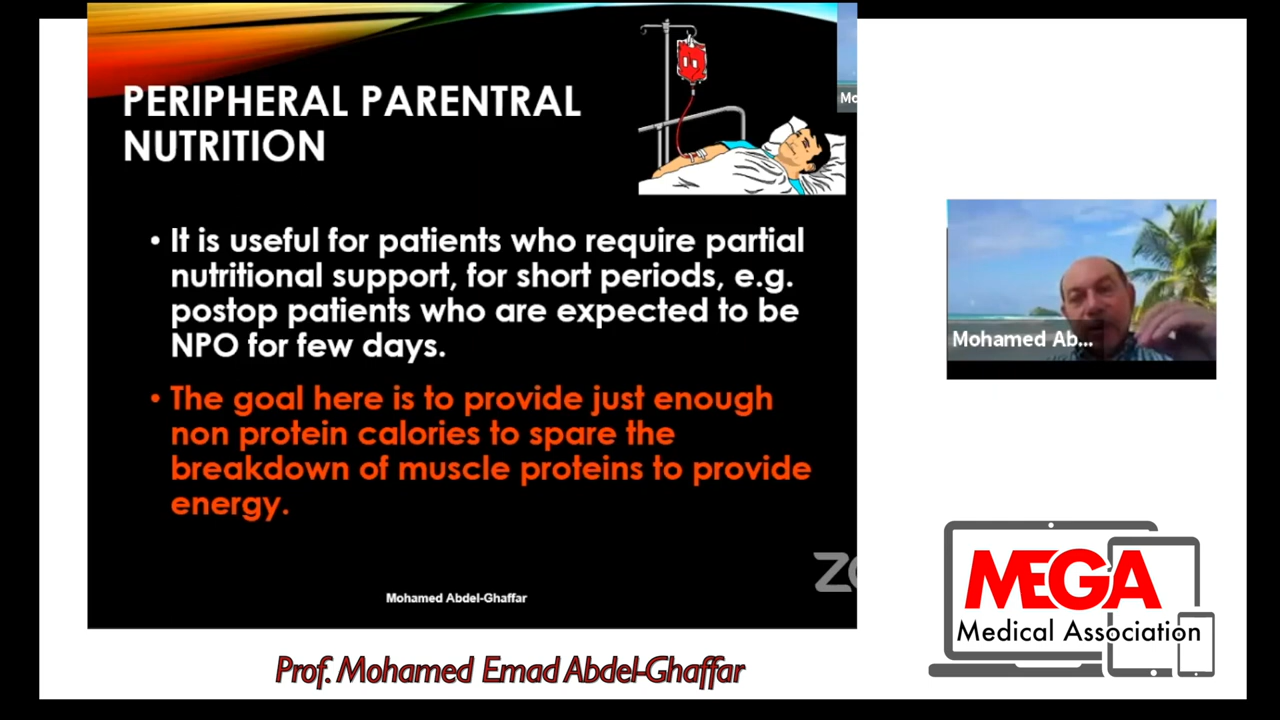 PERIPHERAL PARENTRAL
NUTRITION
Mo
• It is useful for patients who require partial
nutritional support, for short periods, e.g.
postop patients who are expected to be
NPO for few days.
• The goal here is to provide just enough
non protein calories to spare the
breakdown of muscle proteins to provide
energy.
Mohamed Abdel-Ghaffar
Mohamed Ab...
MEGA
Medical Association
Prof. Mohamed Emad Abdel-Ghaffar